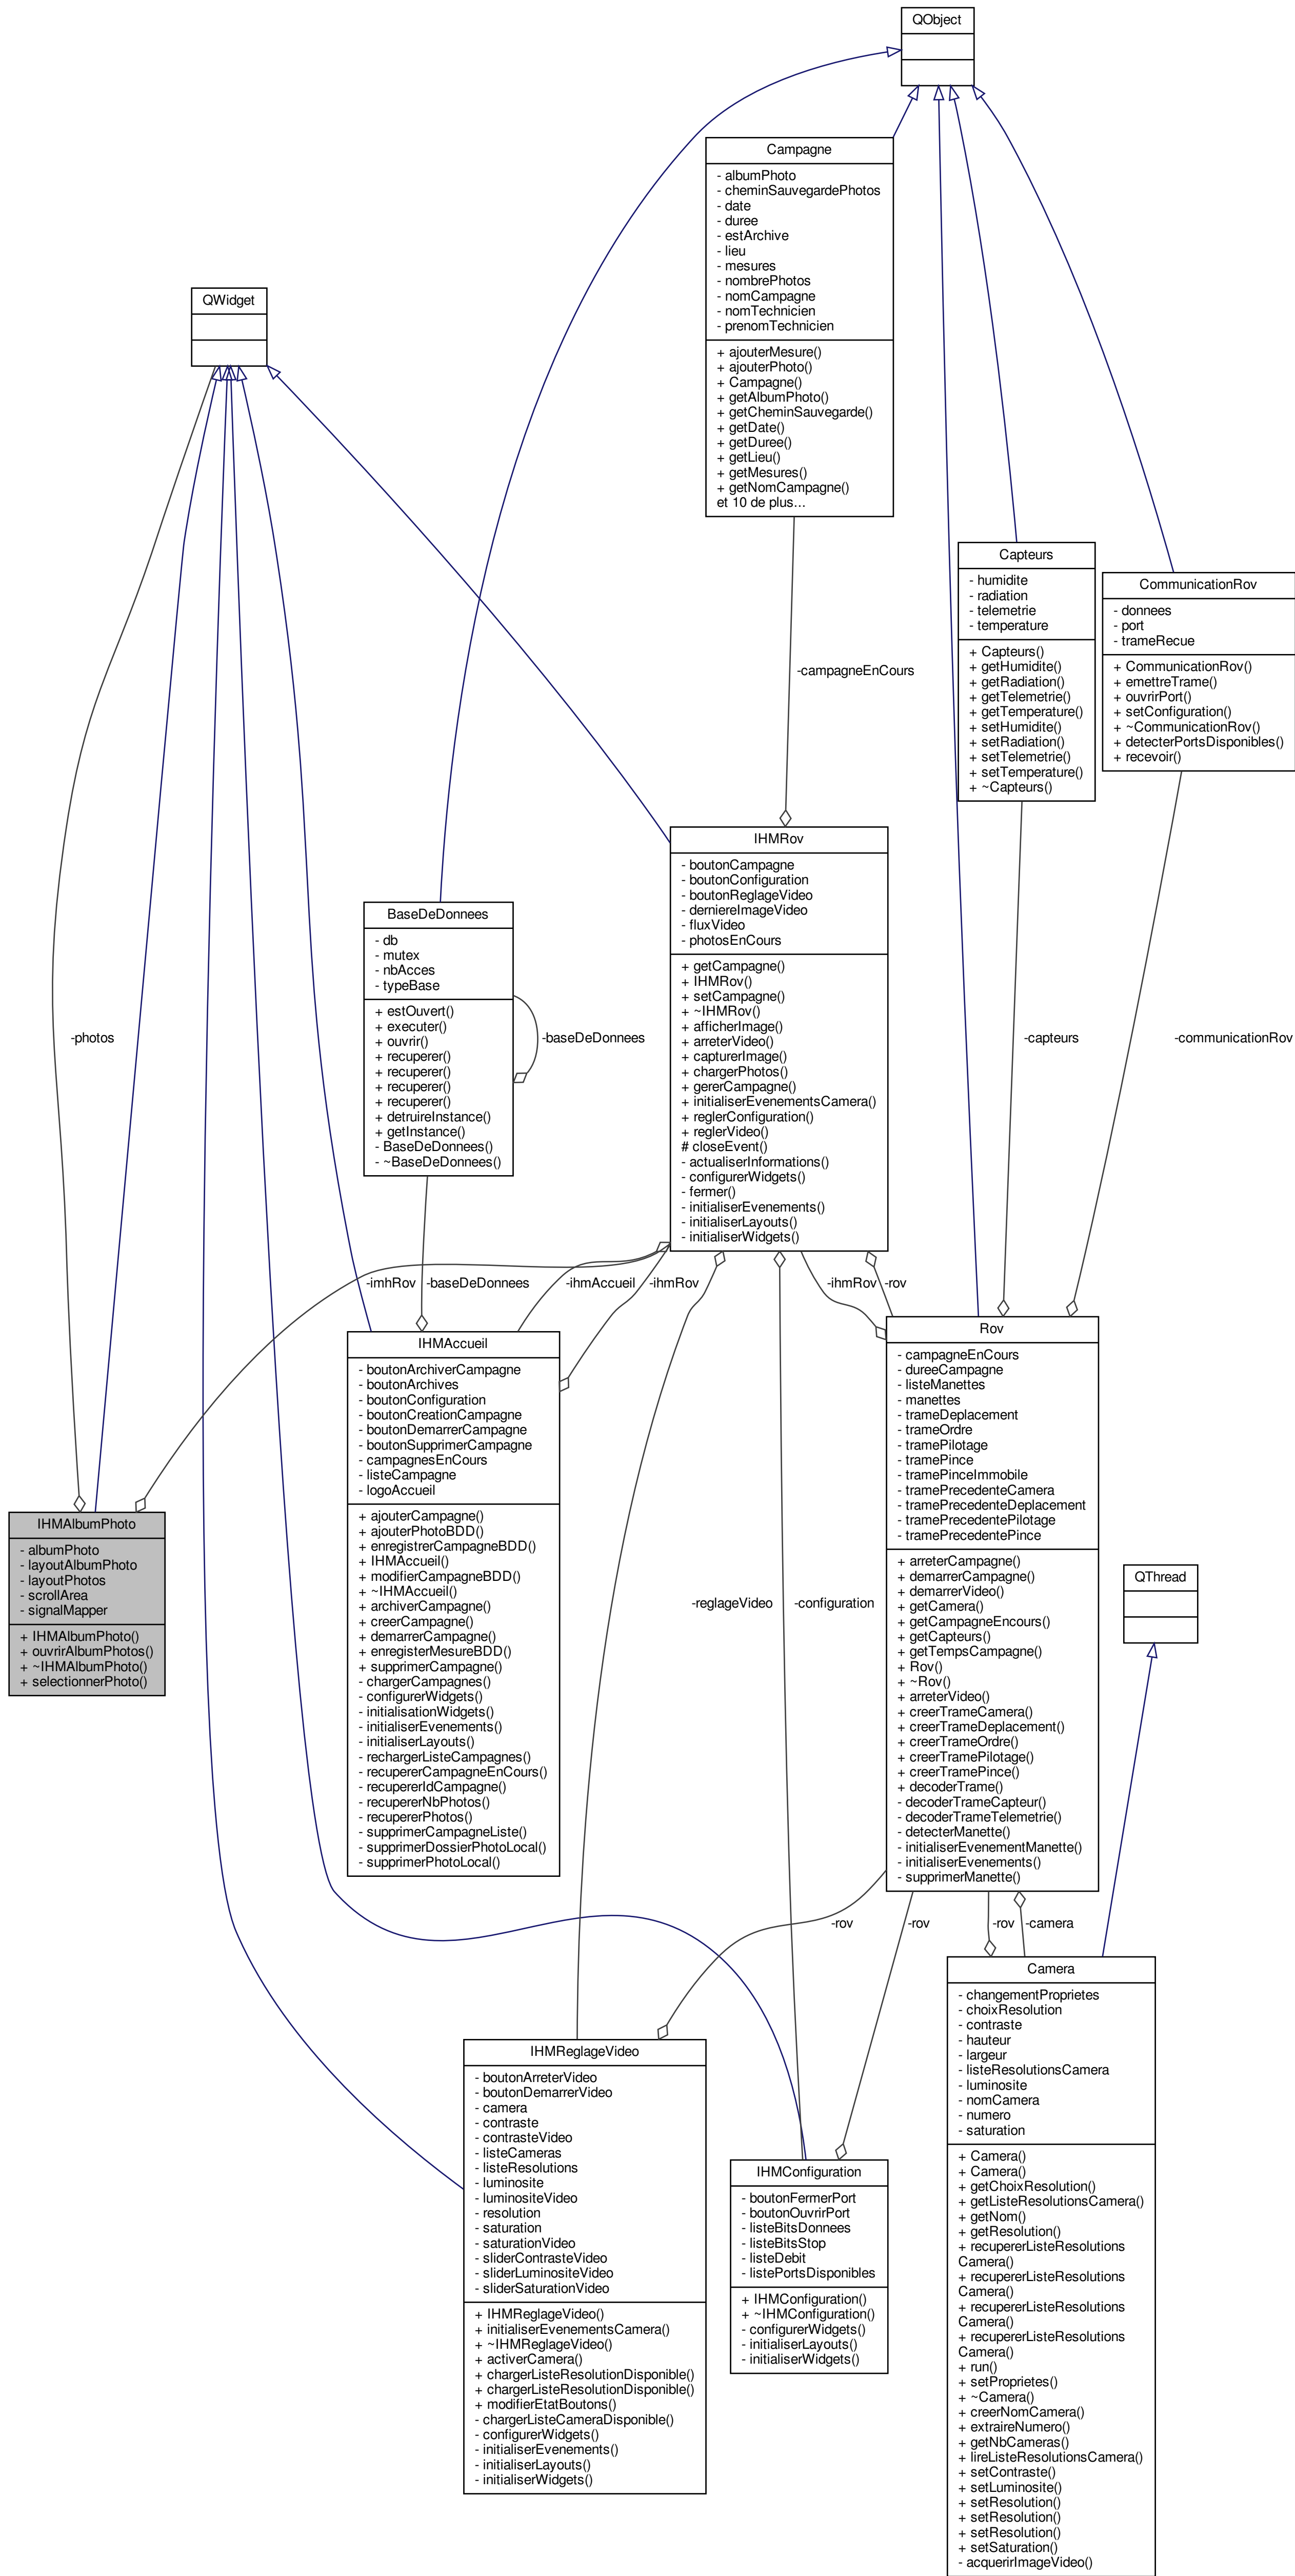 QObject
Campagne
- albumPhoto
- cheminSauvegardePhotos
- date
- duree
- estArchive
- lieu
- mesures
- nombrePhotos
- nomCampagne
- nomTechnicien
- prenomTechnicien
+ ajouterMesure()
+ ajouterPhoto()
+ Campagne()
+ getAlbumPhoto()
+ getCheminSauvegarde()
+ getDate()
+ getDuree()
+ getLieu()
+ getMesures()
+ getNomCampagne()
et 10 de plus...
QWidget
Capteurs
- humidite
- radiation
- telemetrie
- temperature
+ Capteurs()
+ getHumidite()
+ getRadiation()
+ getTelemetrie()
+ getTemperature()
+ setHumidite()
+ setRadiation()
+ setTelemetrie()
+ setTemperature()
+ ~Capteurs()
CommunicationRov
- donnees
- port
- trameRecue
+ CommunicationRov()
+ emettreTrame()
+ ouvrirPort()
+ setConfiguration()
+ ~CommunicationRov()
+ detecterPortsDisponibles()
+ recevoir()
-campagneEnCours
IHMRov
- boutonCampagne
- boutonConfiguration
- boutonReglageVideo
- derniereImageVideo
- fluxVideo
- photosEnCours
+ getCampagne()
+ IHMRov()
+ setCampagne()
+ ~IHMRov()
+ afficherImage()
+ arreterVideo()
+ capturerImage()
+ chargerPhotos()
+ gererCampagne()
+ initialiserEvenementsCamera()
+ reglerConfiguration()
+ reglerVideo()
# closeEvent()
- actualiserInformations()
- configurerWidgets()
- fermer()
- initialiserEvenements()
- initialiserLayouts()
- initialiserWidgets()
BaseDeDonnees
- db
- mutex
- nbAcces
- typeBase
+ estOuvert()
+ executer()
+ ouvrir()
+ recuperer()
+ recuperer()
+ recuperer()
+ recuperer()
+ detruireInstance()
+ getInstance()
- BaseDeDonnees()
- ~BaseDeDonnees()
-baseDeDonnees
-photos
-capteurs
-communicationRov
-imhRov
-baseDeDonnees
-ihmAccueil
-ihmRov
-ihmRov
-rov
IHMAccueil
- boutonArchiverCampagne
- boutonArchives
- boutonConfiguration
- boutonCreationCampagne
- boutonDemarrerCampagne
- boutonSupprimerCampagne
- campagnesEnCours
- listeCampagne
- logoAccueil
+ ajouterCampagne()
+ ajouterPhotoBDD()
+ enregistrerCampagneBDD()
+ IHMAccueil()
+ modifierCampagneBDD()
+ ~IHMAccueil()
+ archiverCampagne()
+ creerCampagne()
+ demarrerCampagne()
+ enregisterMesureBDD()
+ supprimerCampagne()
- chargerCampagnes()
- configurerWidgets()
- initialisationWidgets()
- initialiserEvenements()
- initialiserLayouts()
- rechargerListeCampagnes()
- recupererCampagneEnCours()
- recupererIdCampagne()
- recupererNbPhotos()
- recupererPhotos()
- supprimerCampagneListe()
- supprimerDossierPhotoLocal()
- supprimerPhotoLocal()
Rov
- campagneEnCours
- dureeCampagne
- listeManettes
- manettes
- trameDeplacement
- trameOrdre
- tramePilotage
- tramePince
- tramePinceImmobile
- tramePrecedenteCamera
- tramePrecedenteDeplacement
- tramePrecedentePilotage
- tramePrecedentePince
+ arreterCampagne()
+ demarrerCampagne()
+ demarrerVideo()
+ getCamera()
+ getCampagneEncours()
+ getCapteurs()
+ getTempsCampagne()
+ Rov()
+ ~Rov()
+ arreterVideo()
+ creerTrameCamera()
+ creerTrameDeplacement()
+ creerTrameOrdre()
+ creerTramePilotage()
+ creerTramePince()
+ decoderTrame()
- decoderTrameCapteur()
- decoderTrameTelemetrie()
- detecterManette()
- initialiserEvenementManette()
- initialiserEvenements()
- supprimerManette()
IHMAlbumPhoto
- albumPhoto
- layoutAlbumPhoto
- layoutPhotos
- scrollArea
- signalMapper
+ IHMAlbumPhoto()
+ ouvrirAlbumPhotos()
+ ~IHMAlbumPhoto()
+ selectionnerPhoto()
QThread
-reglageVideo
-configuration
-rov
-rov
-rov
-camera
Camera
- changementProprietes
- choixResolution
- contraste
- hauteur
- largeur
- listeResolutionsCamera
- luminosite
- nomCamera
- numero
- saturation
+ Camera()
+ Camera()
+ getChoixResolution()
+ getListeResolutionsCamera()
+ getNom()
+ getResolution()
+ recupererListeResolutions
Camera()
+ recupererListeResolutions
Camera()
+ recupererListeResolutions
Camera()
+ recupererListeResolutions
Camera()
+ run()
+ setProprietes()
+ ~Camera()
+ creerNomCamera()
+ extraireNumero()
+ getNbCameras()
+ lireListeResolutionsCamera()
+ setContraste()
+ setLuminosite()
+ setResolution()
+ setResolution()
+ setResolution()
+ setSaturation()
- acquerirImageVideo()
IHMReglageVideo
- boutonArreterVideo
- boutonDemarrerVideo
- camera
- contraste
- contrasteVideo
- listeCameras
- listeResolutions
- luminosite
- luminositeVideo
- resolution
- saturation
- saturationVideo
- sliderContrasteVideo
- sliderLuminositeVideo
- sliderSaturationVideo
+ IHMReglageVideo()
+ initialiserEvenementsCamera()
+ ~IHMReglageVideo()
+ activerCamera()
+ chargerListeResolutionDisponible()
+ chargerListeResolutionDisponible()
+ modifierEtatBoutons()
- chargerListeCameraDisponible()
- configurerWidgets()
- initialiserEvenements()
- initialiserLayouts()
- initialiserWidgets()
IHMConfiguration
- boutonFermerPort
- boutonOuvrirPort
- listeBitsDonnees
- listeBitsStop
- listeDebit
- listePortsDisponibles
+ IHMConfiguration()
+ ~IHMConfiguration()
- configurerWidgets()
- initialiserLayouts()
- initialiserWidgets()